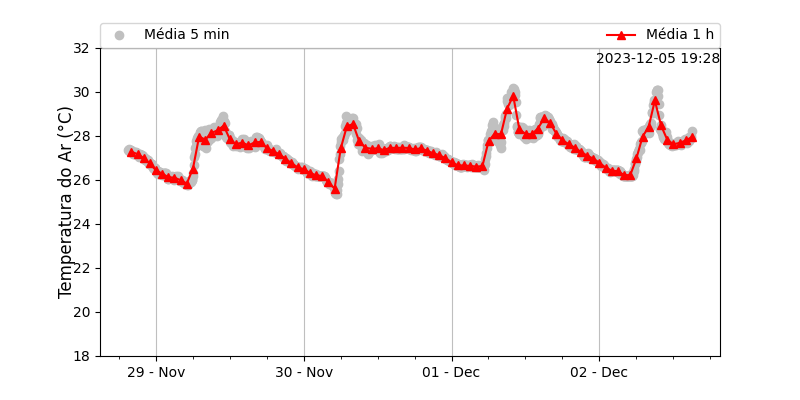 Média 5 min
Média 1 h
2023-12-05 19:28
Temperatura do Ar (°C)
32
30
28
26
24
22
20
18
29 - Nov
30 - Nov
01 - Dec
02 - Dec